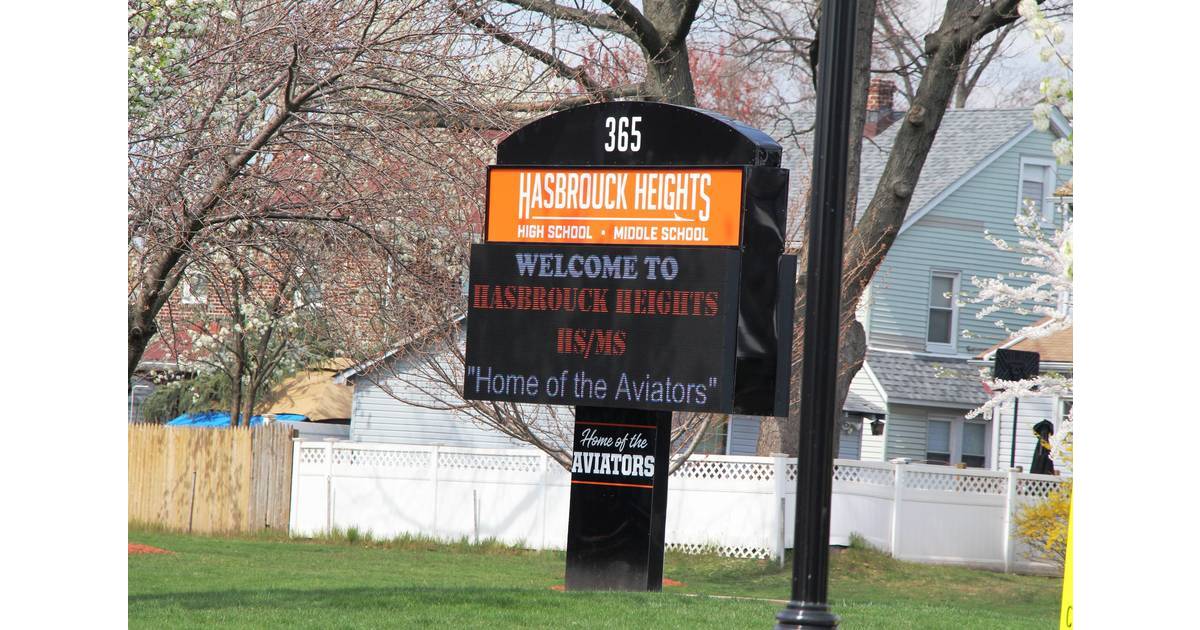 365
HASBROUCK HEIGHTS
HIGH SCHOOL • MIDDLE SCHOOL
WELCOME TO
HASBROUCK HEIGHTS
HS/MS
"Home of the Aviators"
Home of the
AVIATORS